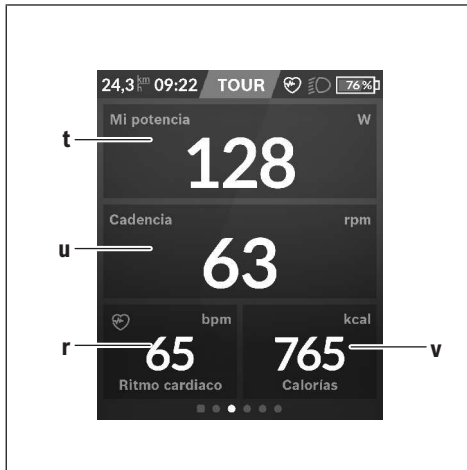 24,3 km/h 09:22 TOUR 76 %
Mi potencia W
t
128
Cadencia rpm
u
63
bpm kcal
r 65 765 v
Ritmo cardiaco Calorías